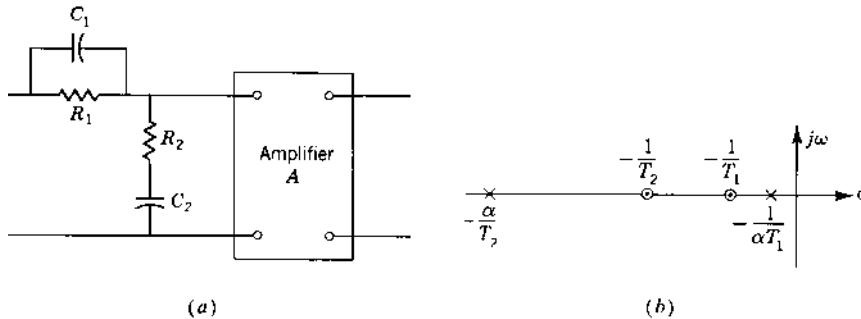 C₁
R₁
R₂
C₂
Amplifier
A
(a)
jω
σ
-1/T₂
-1/T₁
-α/T₂
-1/αT₁
(b)